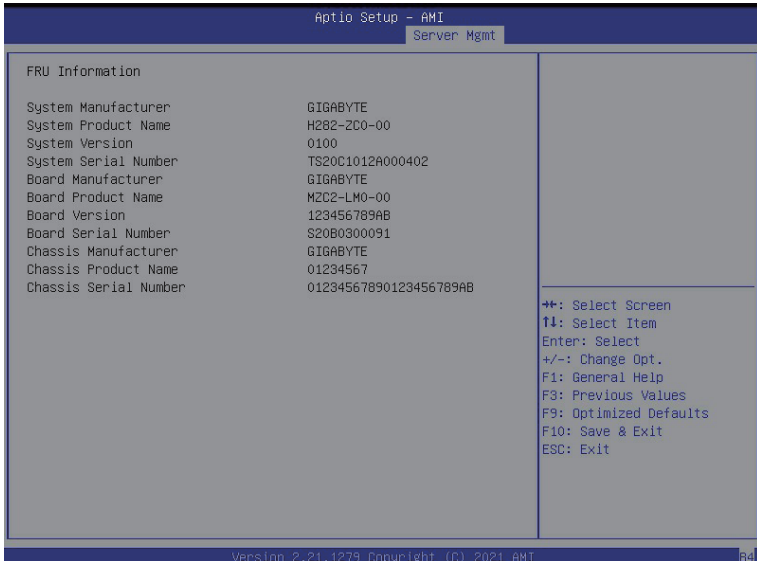 Aptio Setup – AMI
Server Mgmt
FRU Information
System Manufacturer GIGABYTE
System Product Name H282-ZC0-00
System Version 0100
System Serial Number TS20C1012A000402
Board Manufacturer GIGABYTE
Board Product Name MZC2-LM0-00
Board Version 123456789AB
Board Serial Number S20B0300091
Chassis Manufacturer GIGABYTE
Chassis Product Name 01234567
Chassis Serial Number 01234567890123456789AB
→←: Select Screen
↑↓: Select Item
Enter: Select
+/-: Change Opt.
F1: General Help
F3: Previous Values
F9: Optimized Defaults
F10: Save & Exit
ESC: Exit
Version 2.21.1279 Copyright (C) 2021 AMI
B4